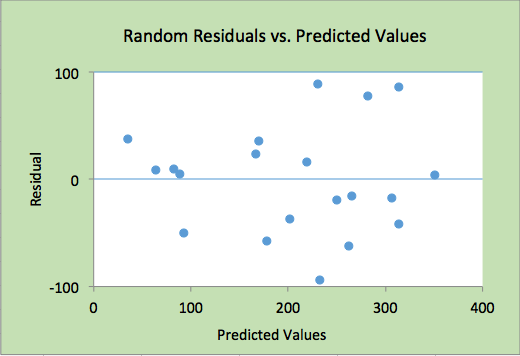 Random Residuals vs. Predicted Values
100
0
-100
Residual
0 100 200 300 400
Predicted Values